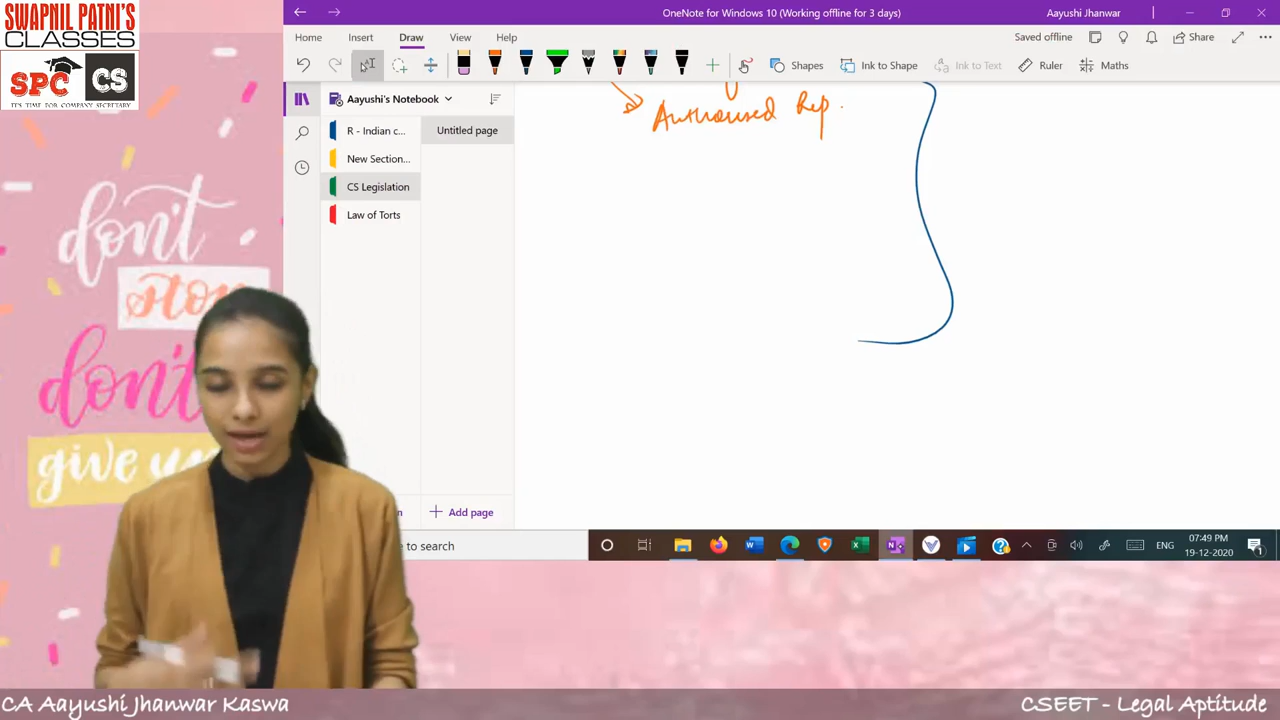 SWAPNIL PATNI'S
CLASSES
SPC CS
IT'S TIME FOR COMPANY SECRETARY
don't
stop
don't
give up
OneNote for Windows 10 (Working offline for 3 days)
Aayushi Jhanwar
Home Insert Draw View Help
Saved offline
Share
Shapes
Ink to Shape
Ink to Text
Ruler
Maths
Aayushi's Notebook
R - Indian c...
New Section...
CS Legislation
Law of Torts
Untitled page
Authorised Rep.
Add page
to search
ENG
07:49 PM
19-12-2020
CA Aayushi Jhanwar Kaswa
CSEET - Legal Aptitude